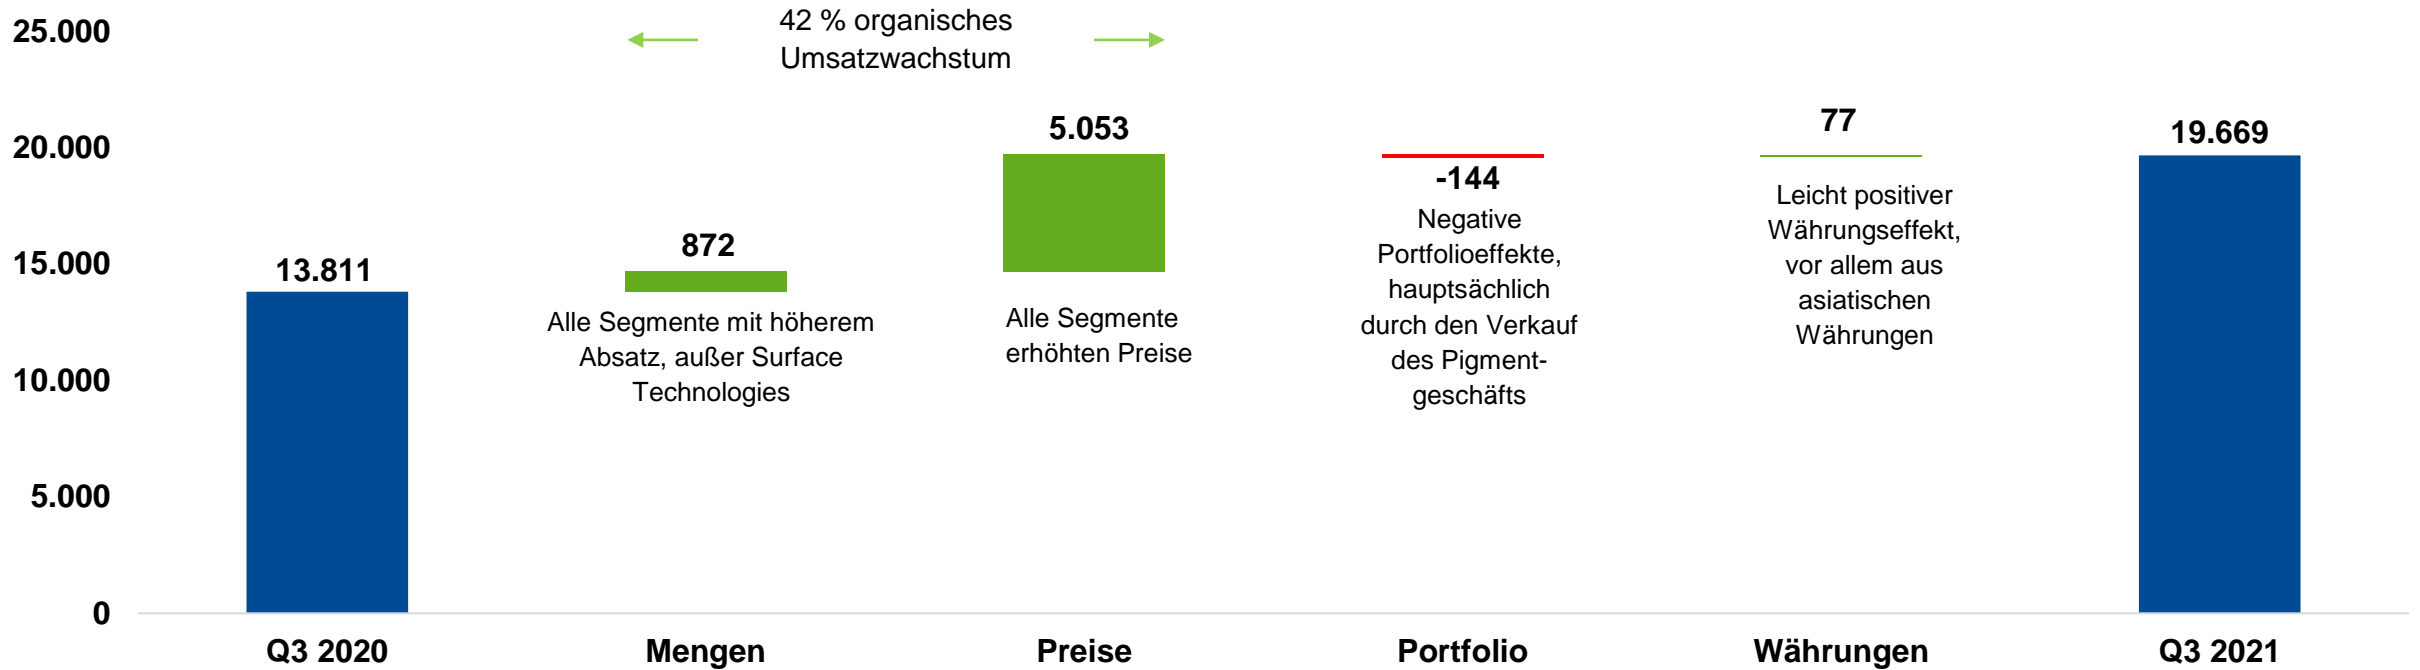 42 % organisches
Umsatzwachstum
25.000
20.000
15.000
10.000
5.000
0
13.811
872
Alle Segmente mit höherem
Absatz, außer Surface
Technologies
5.053
Alle Segmente
erhöhten Preise
-144
Negative
Portfolioeffekte,
hauptsächlich
durch den Verkauf
des Pigment-
geschäfts
77
Leicht positiver
Währungseffekt,
vor allem aus
asiatischen
Währungen
19.669
Q3 2020
Mengen
Preise
Portfolio
Währungen
Q3 2021